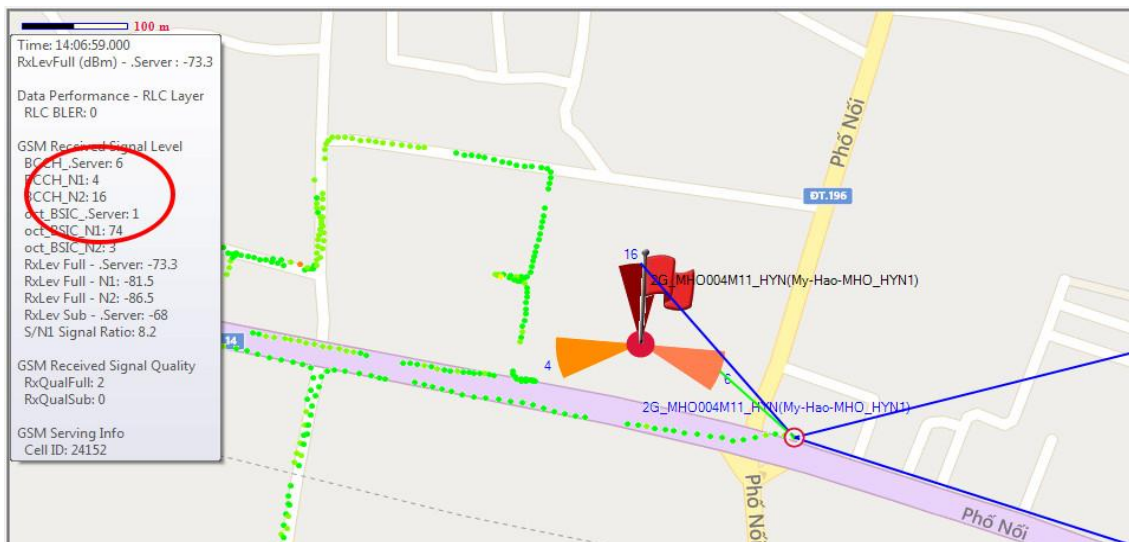 100 m
Time: 14:06:59.000
RxLevFull (dBm) - .Server : -73.3
Data Performance - RLC Layer
RLC BLER: 0
GSM Received Signal Level
BCCH_.Server: 6
BCCH_N1: 4
BCCH_N2: 16
oct_BSIC_.Server: 1
oct_BSIC_N1: 74
oct_BSIC_N2: 3
RxLev Full - .Server: -73.3
RxLev Full - N1: -81.5
RxLev Full - N2: -86.5
RxLev Sub - .Server: -68
S/N1 Signal Ratio: 8.2
GSM Received Signal Quality
RxQualFull: 2
RxQualSub: 0
GSM Serving Info
Cell ID: 24152
Phố Nối
ĐT.196
16
2G_MHO004M11_HYN(My-Hao-MHO_HYN1)
4
6
2G_MHO004M11_HYN(My-Hao-MHO_HYN1)
Phố Nối
Phố Nối